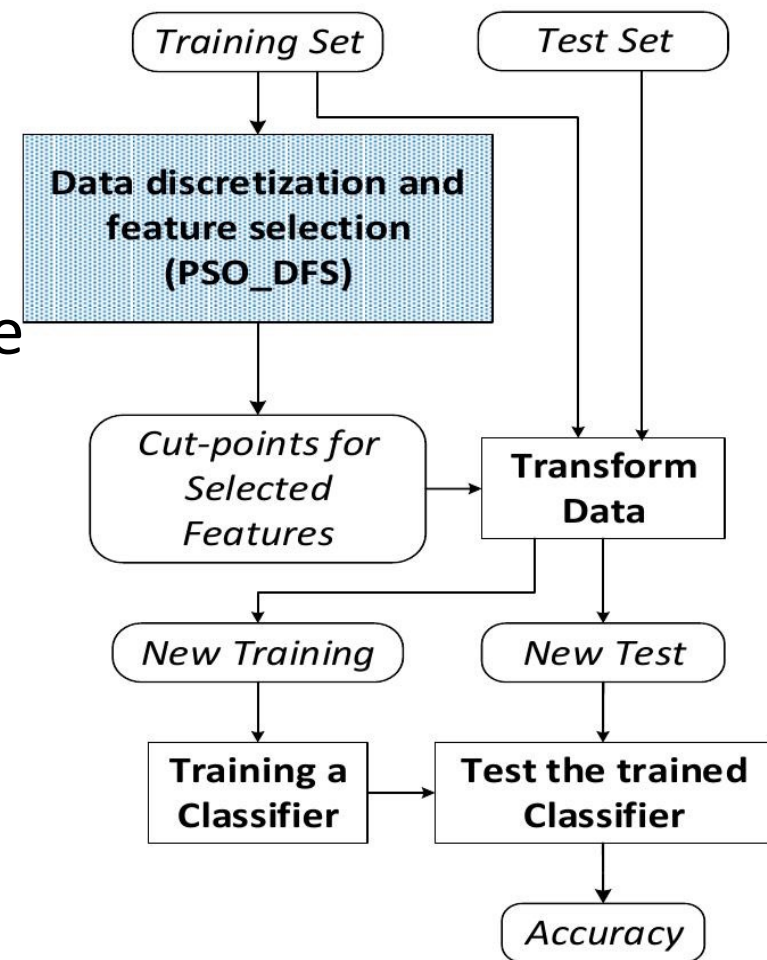 Training Set
Test Set
Data discretization and
feature selection
(PSO_DFS)
e
Cut-points for
Selected
Features
Transform
Data
New Training
New Test
Training a
Classifier
Test the trained
Classifier
Accuracy